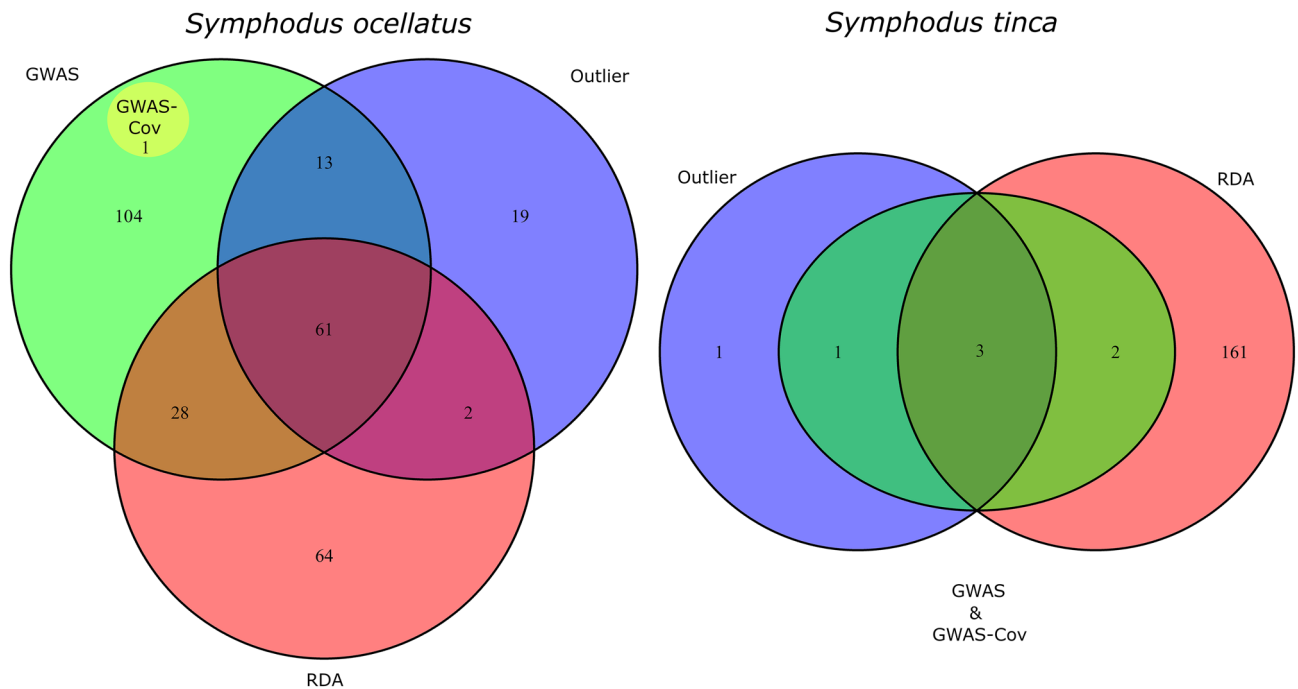 Symphodus ocellatus
GWAS
Outlier
GWAS-
Cov
1
13
104
19
61
28
2
64
RDA
Symphodus tinca
Outlier
RDA
1
1
3
2
161
GWAS
&
GWAS-Cov